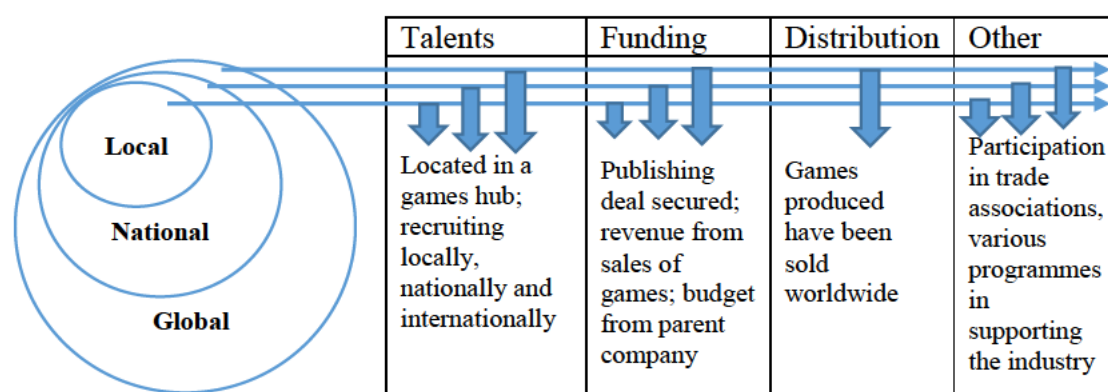 Talents
Funding
Distribution
Other
Local
National
Global
Located in a
games hub;
recruiting
locally,
nationally and
internationally
Publishing
deal secured;
revenue from
sales of
games; budget
from parent
company
Games
produced
have been
sold
worldwide
Participation
in trade
associations,
various
programmes
in
supporting
the industry